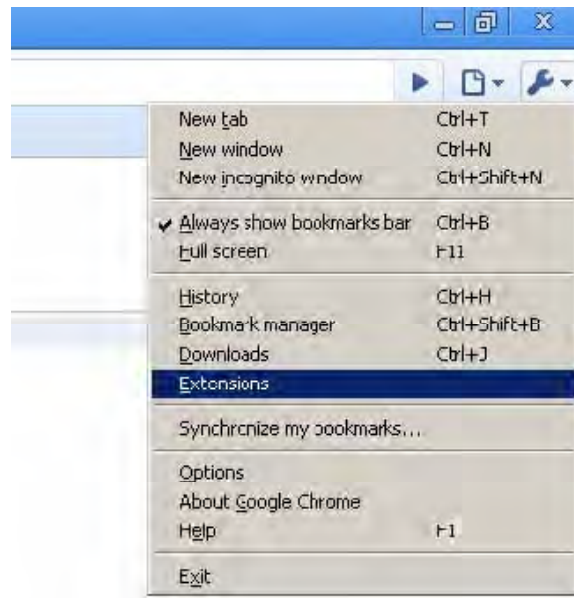 New tab Ctrl+T
New window Ctrl+N
New incognito window Ctrl+Shift+N
Always show bookmarks bar Ctrl+B
Full screen F11
History Ctrl+H
Bookmark manager Ctrl+Shift+B
Downloads Ctrl+J
Extensions
Synchronize my bookmarks...
Options
About Google Chrome
Help F1
Exit